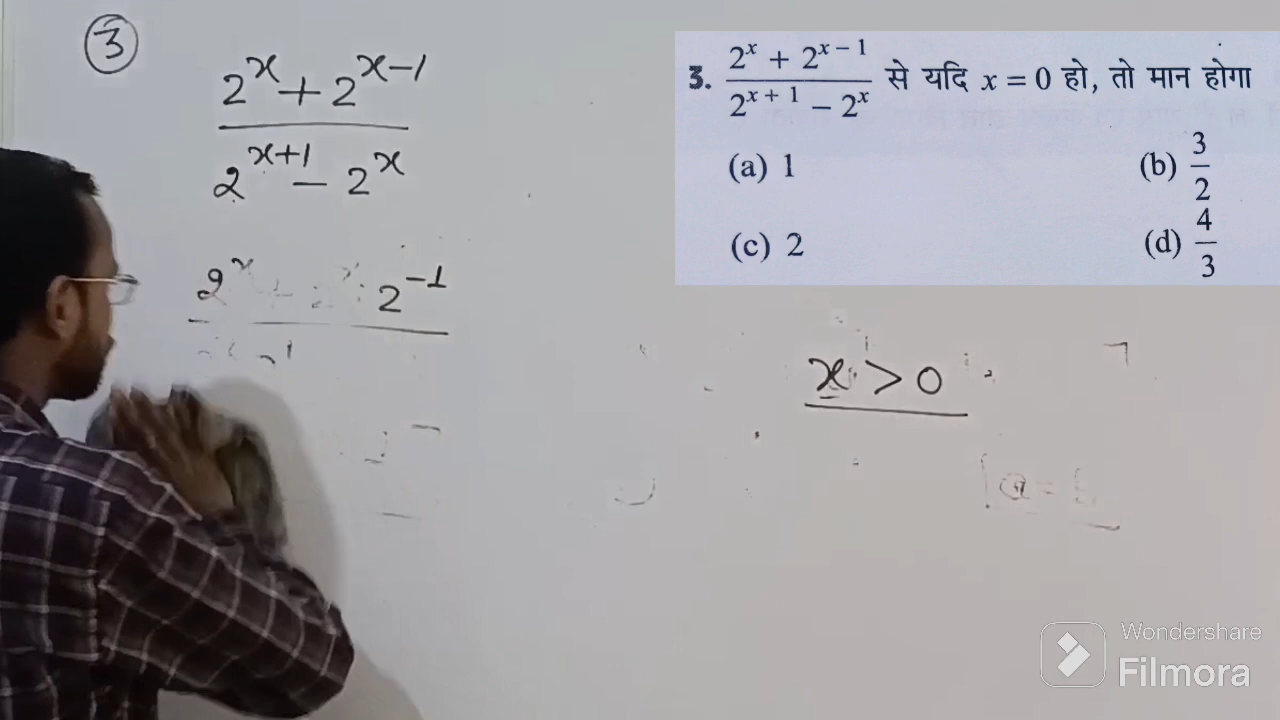 3
2^x + 2^(x-1)
2^(x+1) - 2^x
2^x 2^-1
3. (2^x + 2^(x - 1)) / (2^(x + 1) - 2^x) से यदि x = 0 हो, तो मान होगा
(a) 1 (b) 3/2
(c) 2 (d) 4/3
x > 0
Wondershare
Filmora